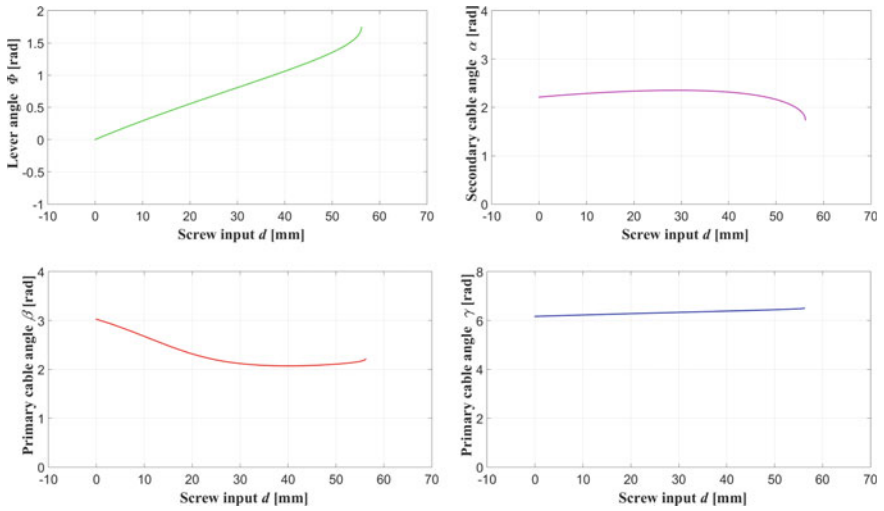 2
1.5
1
0.5
0
-0.5
-1
Lever angle Φ [rad]
-10 0 10 20 30 40 50 60 70
Screw input d [mm]
4
3
2
1
0
Secondary cable angle α [rad]
-10 0 10 20 30 40 50 60 70
Screw input d [mm]
4
3
2
1
0
Primary cable angle β [rad]
-10 0 10 20 30 40 50 60 70
Screw input d [mm]
8
6
4
2
0
Primary cable angle γ [rad]
-10 0 10 20 30 40 50 60 70
Screw input d [mm]